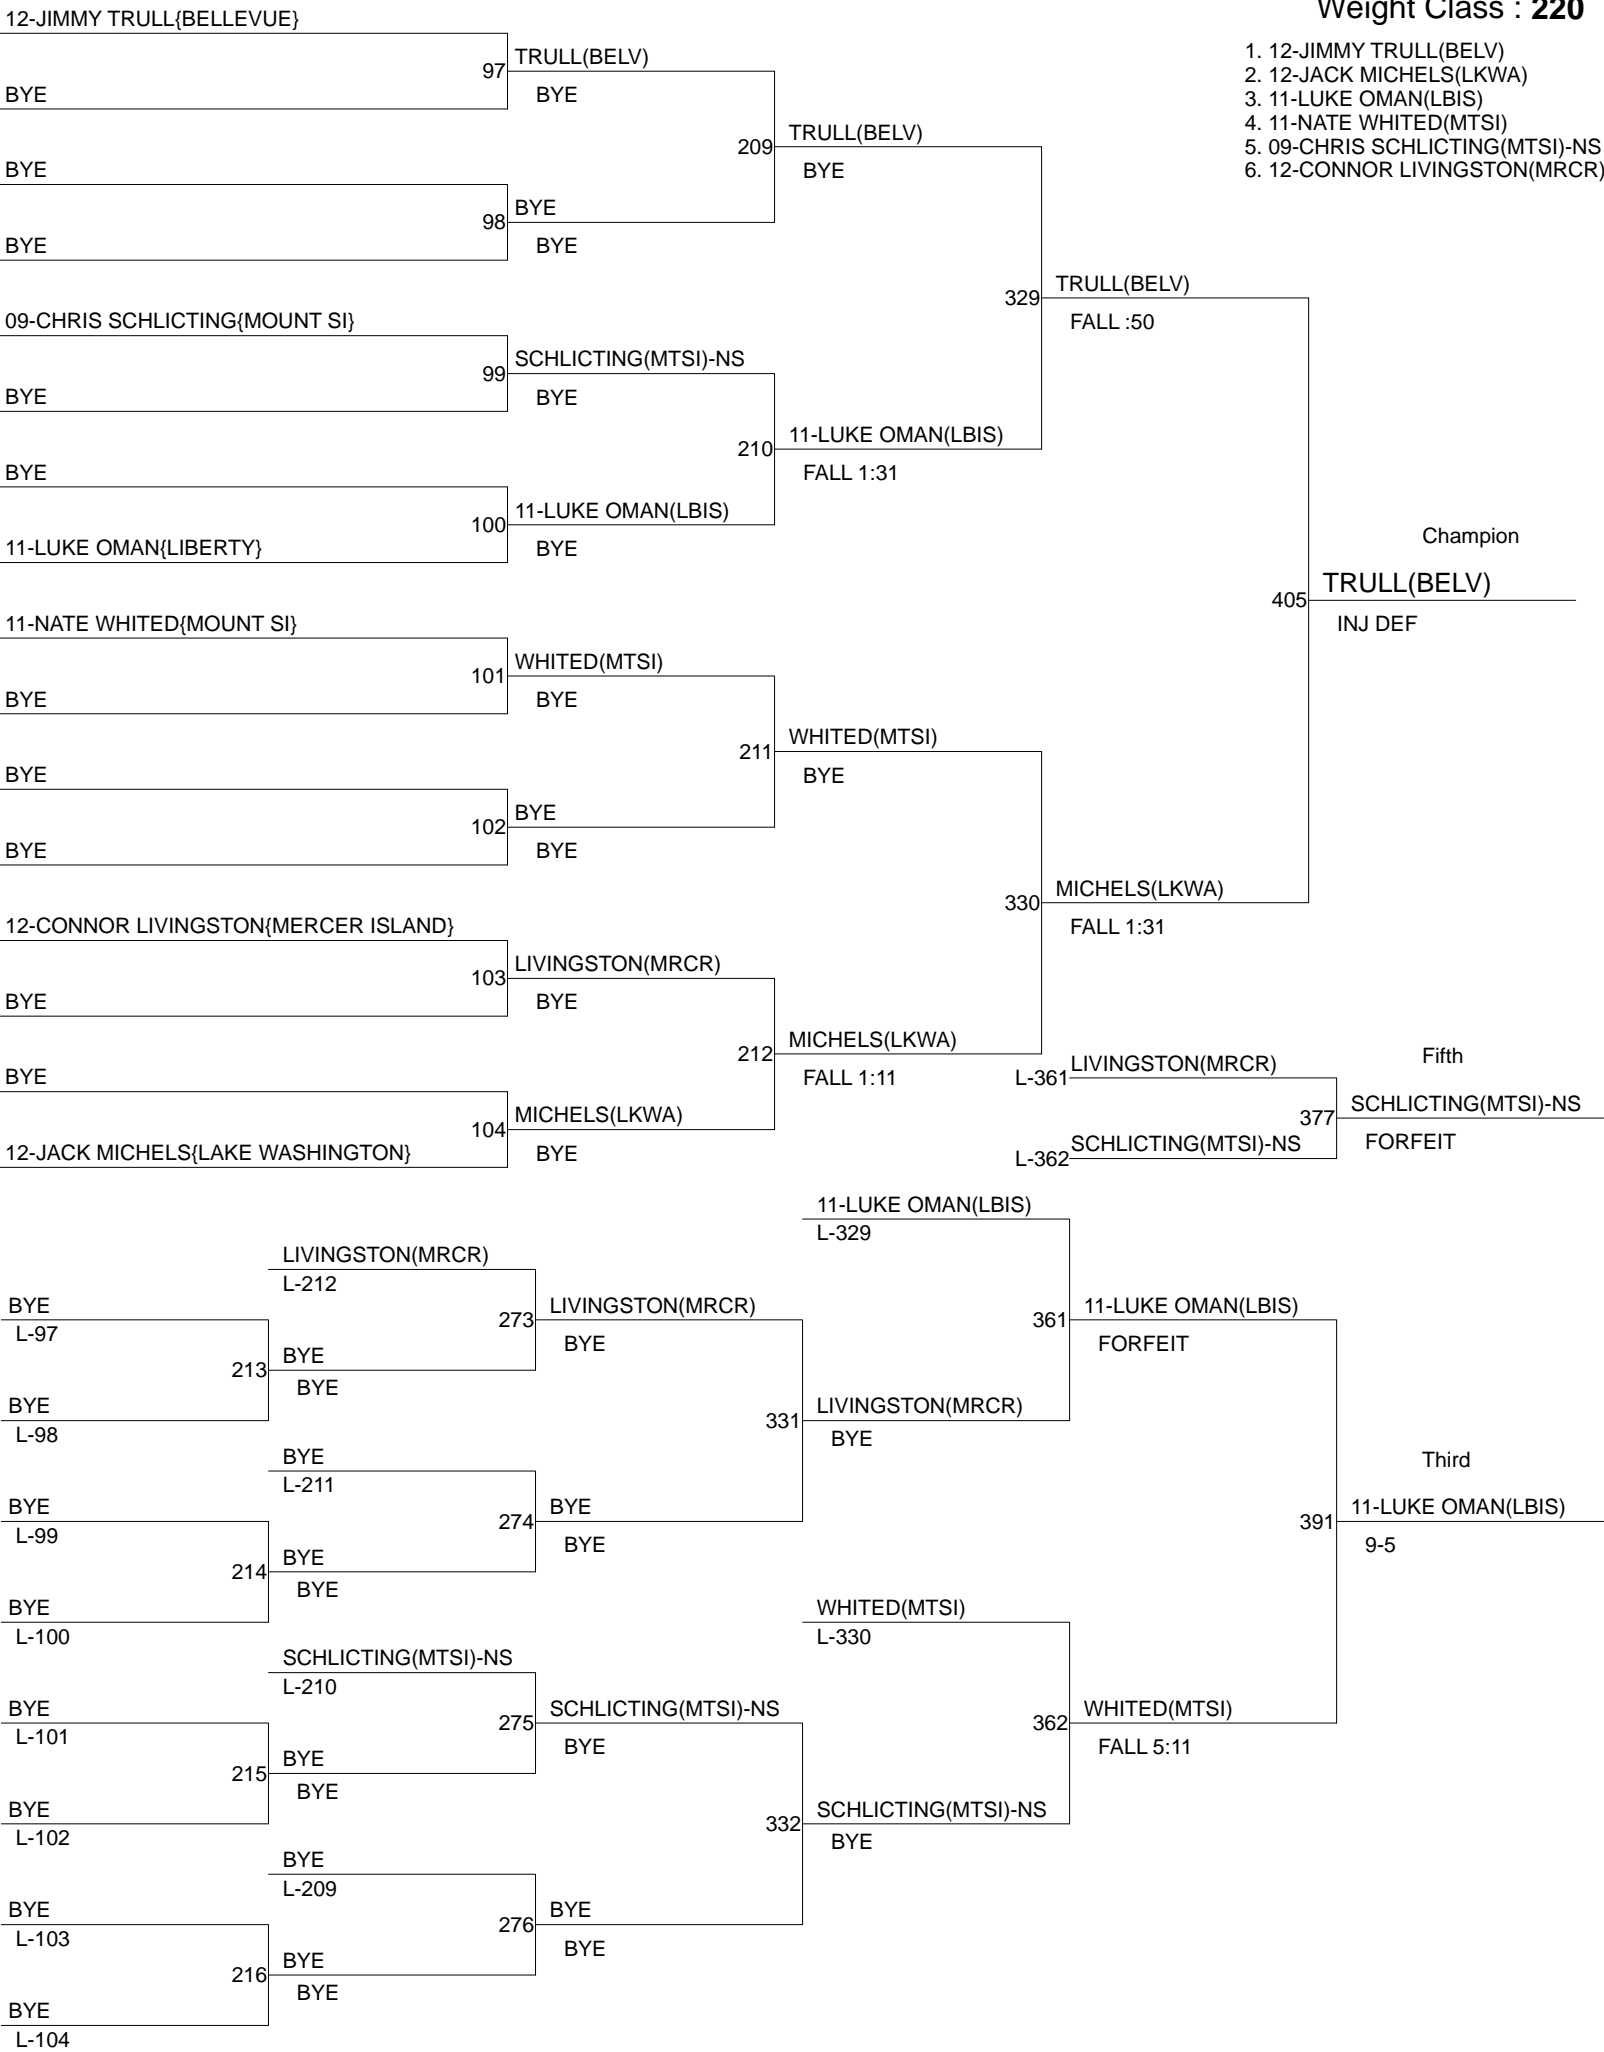 Weight Class : 220
1. 12-JIMMY TRULL(BELV)
2. 12-JACK MICHELS(LKWA)
3. 11-LUKE OMAN(LBIS)
4. 11-NATE WHITED(MTSI)
5. 09-CHRIS SCHLICTING(MTSI)-NS
6. 12-CONNOR LIVINGSTON(MRCR)
12-JIMMY TRULL{BELLEVUE}
BYE
BYE
BYE
09-CHRIS SCHLICTING{MOUNT SI}
BYE
BYE
11-LUKE OMAN{LIBERTY}
11-NATE WHITED{MOUNT SI}
BYE
BYE
BYE
12-CONNOR LIVINGSTON{MERCER ISLAND}
BYE
BYE
12-JACK MICHELS{LAKE WASHINGTON}
97
TRULL(BELV)
BYE
98
BYE
BYE
99
SCHLICTING(MTSI)-NS
BYE
100
11-LUKE OMAN(LBIS)
BYE
101
WHITED(MTSI)
BYE
102
BYE
BYE
103
LIVINGSTON(MRCR)
BYE
104
MICHELS(LKWA)
BYE
209
TRULL(BELV)
BYE
210
11-LUKE OMAN(LBIS)
FALL 1:31
211
WHITED(MTSI)
BYE
212
MICHELS(LKWA)
FALL 1:11
329
TRULL(BELV)
FALL :50
330
MICHELS(LKWA)
FALL 1:31
Champion
405
TRULL(BELV)
INJ DEF
L-361
LIVINGSTON(MRCR)
L-362
SCHLICTING(MTSI)-NS
Fifth
377
SCHLICTING(MTSI)-NS
FORFEIT
BYE
L-97
BYE
L-98
BYE
L-99
BYE
L-100
BYE
L-101
BYE
L-102
BYE
L-103
BYE
L-104
LIVINGSTON(MRCR)
L-212
213
BYE
BYE
BYE
L-211
214
BYE
BYE
SCHLICTING(MTSI)-NS
L-210
215
BYE
BYE
BYE
L-209
216
BYE
BYE
273
LIVINGSTON(MRCR)
BYE
274
BYE
BYE
275
SCHLICTING(MTSI)-NS
BYE
276
BYE
BYE
11-LUKE OMAN(LBIS)
L-329
331
LIVINGSTON(MRCR)
BYE
WHITED(MTSI)
L-330
332
SCHLICTING(MTSI)-NS
BYE
361
11-LUKE OMAN(LBIS)
FORFEIT
362
WHITED(MTSI)
FALL 5:11
Third
391
11-LUKE OMAN(LBIS)
9-5